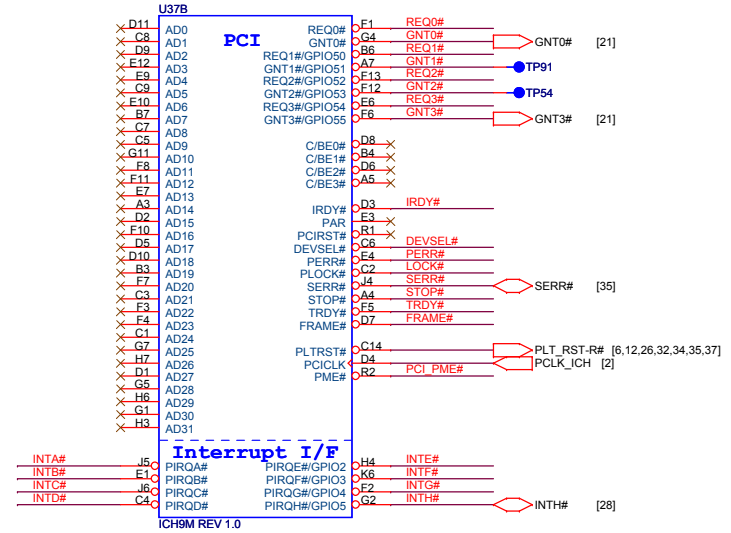 U37B
PCI
D11 AD0
C8 AD1
D9 AD2
E12 AD3
E9 AD4
C9 AD5
E10 AD6
B7 AD7
C7 AD8
C5 AD9
G11 AD10
F8 AD11
F11 AD12
E7 AD13
A3 AD14
D2 AD15
F10 AD16
D5 AD17
D10 AD18
B3 AD19
F7 AD20
C3 AD21
F3 AD22
F4 AD23
C1 AD24
G7 AD25
H7 AD26
D1 AD27
G5 AD28
H6 AD29
G1 AD30
H3 AD31
REQ0# F1 REQ0#
GNT0# G4 GNT0# GNT0# [21]
REQ1#/GPIO50 B6 REQ1#
GNT1#/GPIO51 A7 GNT1# TP91
REQ2#/GPIO52 F13 REQ2#
GNT2#/GPIO53 F12 GNT2# TP54
REQ3#/GPIO54 E6 REQ3#
GNT3#/GPIO55 F6 GNT3# GNT3# [21]
C/BE0# D8
C/BE1# B4
C/BE2# D6
C/BE3# A5
IRDY# D3 IRDY#
PAR E3
PCIRST# R1
DEVSEL# C6 DEVSEL#
PERR# E4 PERR#
PLOCK# C2 LOCK#
SERR# J4 SERR# SERR# [35]
STOP# A4 STOP#
TRDY# F5 TRDY#
FRAME# D7 FRAME#
PLTRST# C14 PLT_RST-R# [6,12,26,32,34,35,37]
PCICLK D4 PCLK_ICH [2]
PME# R2 PCI_PME#
Interrupt I/F
INTA# J5 PIRQA# PIRQE#/GPIO2 H4 INTE#
INTB# E1 PIRQB# PIRQF#/GPIO3 K6 INTF#
INTC# J6 PIRQC# PIRQG#/GPIO4 F2 INTG#
INTD# C4 PIRQD# PIRQH#/GPIO5 G2 INTH# INTH# [28]
ICH9M REV 1.0